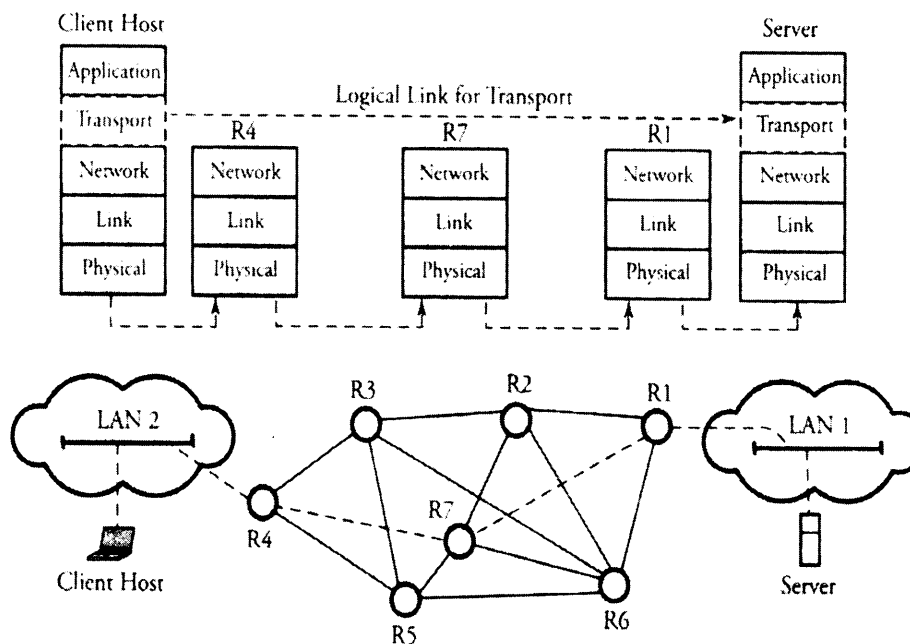 Client Host
Server
Application
Application
Logical Link for Transport
Transport
Transport
R4
R7
R1
Network
Network
Network
Network
Network
Link
Link
Link
Link
Link
Physical
Physical
Physical
Physical
Physical
R3
R2
R1
LAN 2
LAN 1
R4
R7
Client Host
Server
R5
R6